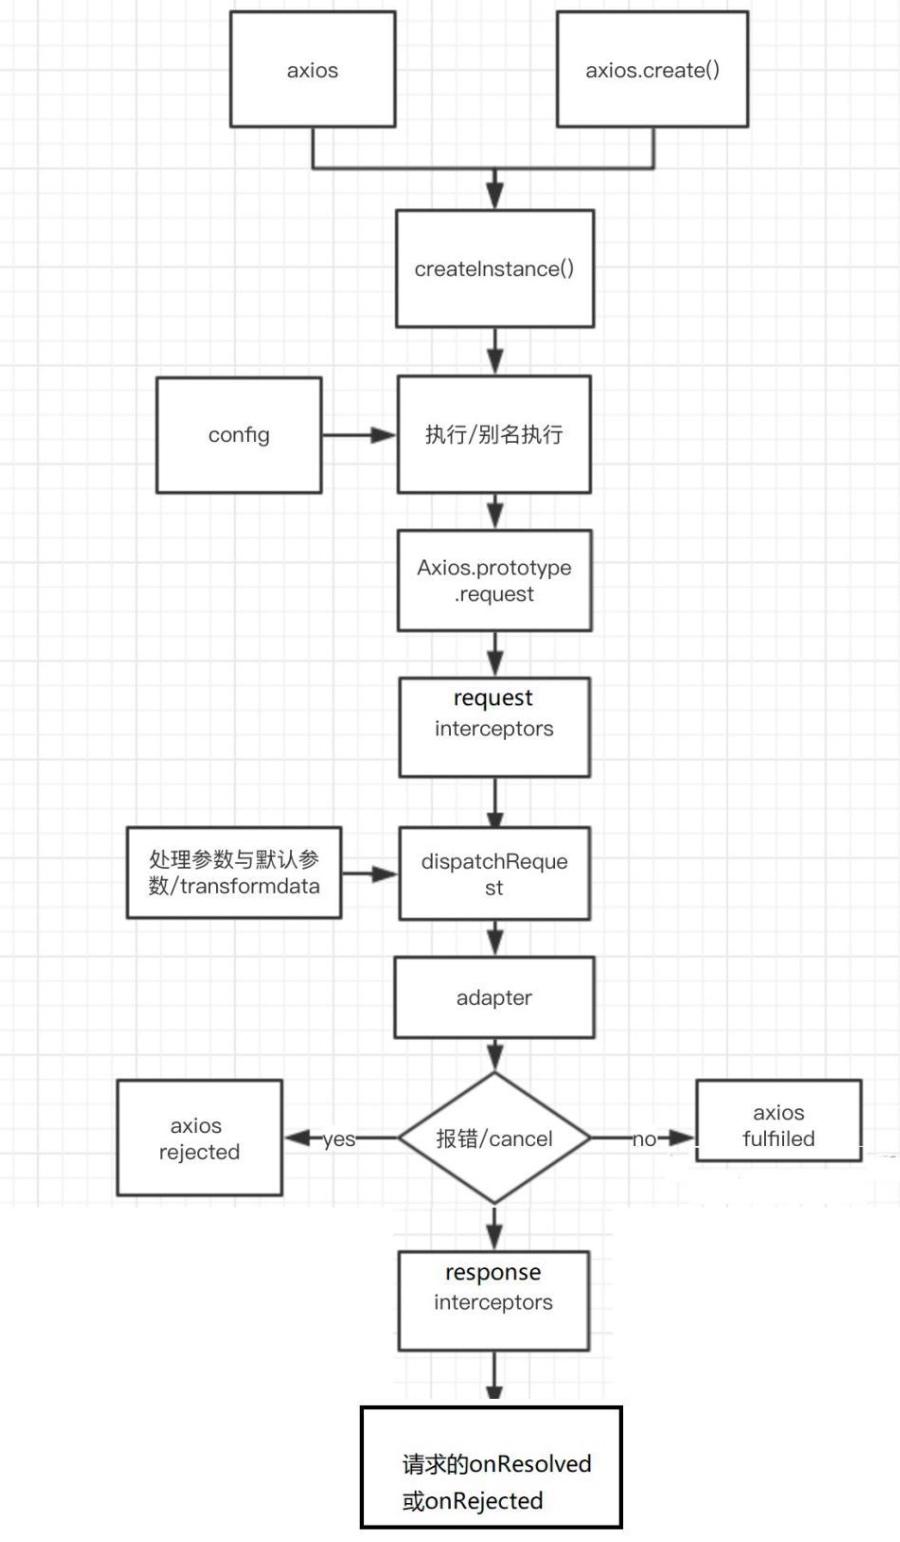 axios
axios.create()
createInstance()
config
执行/别名执行
Axios.prototype
.request
request
interceptors
处理参数与默认参
数/transformdata
dispatchReque
st
adapter
axios
rejected
yes
报错/cancel
no
axios
fulfiiled
response
interceptors
请求的onResolved
或onRejected